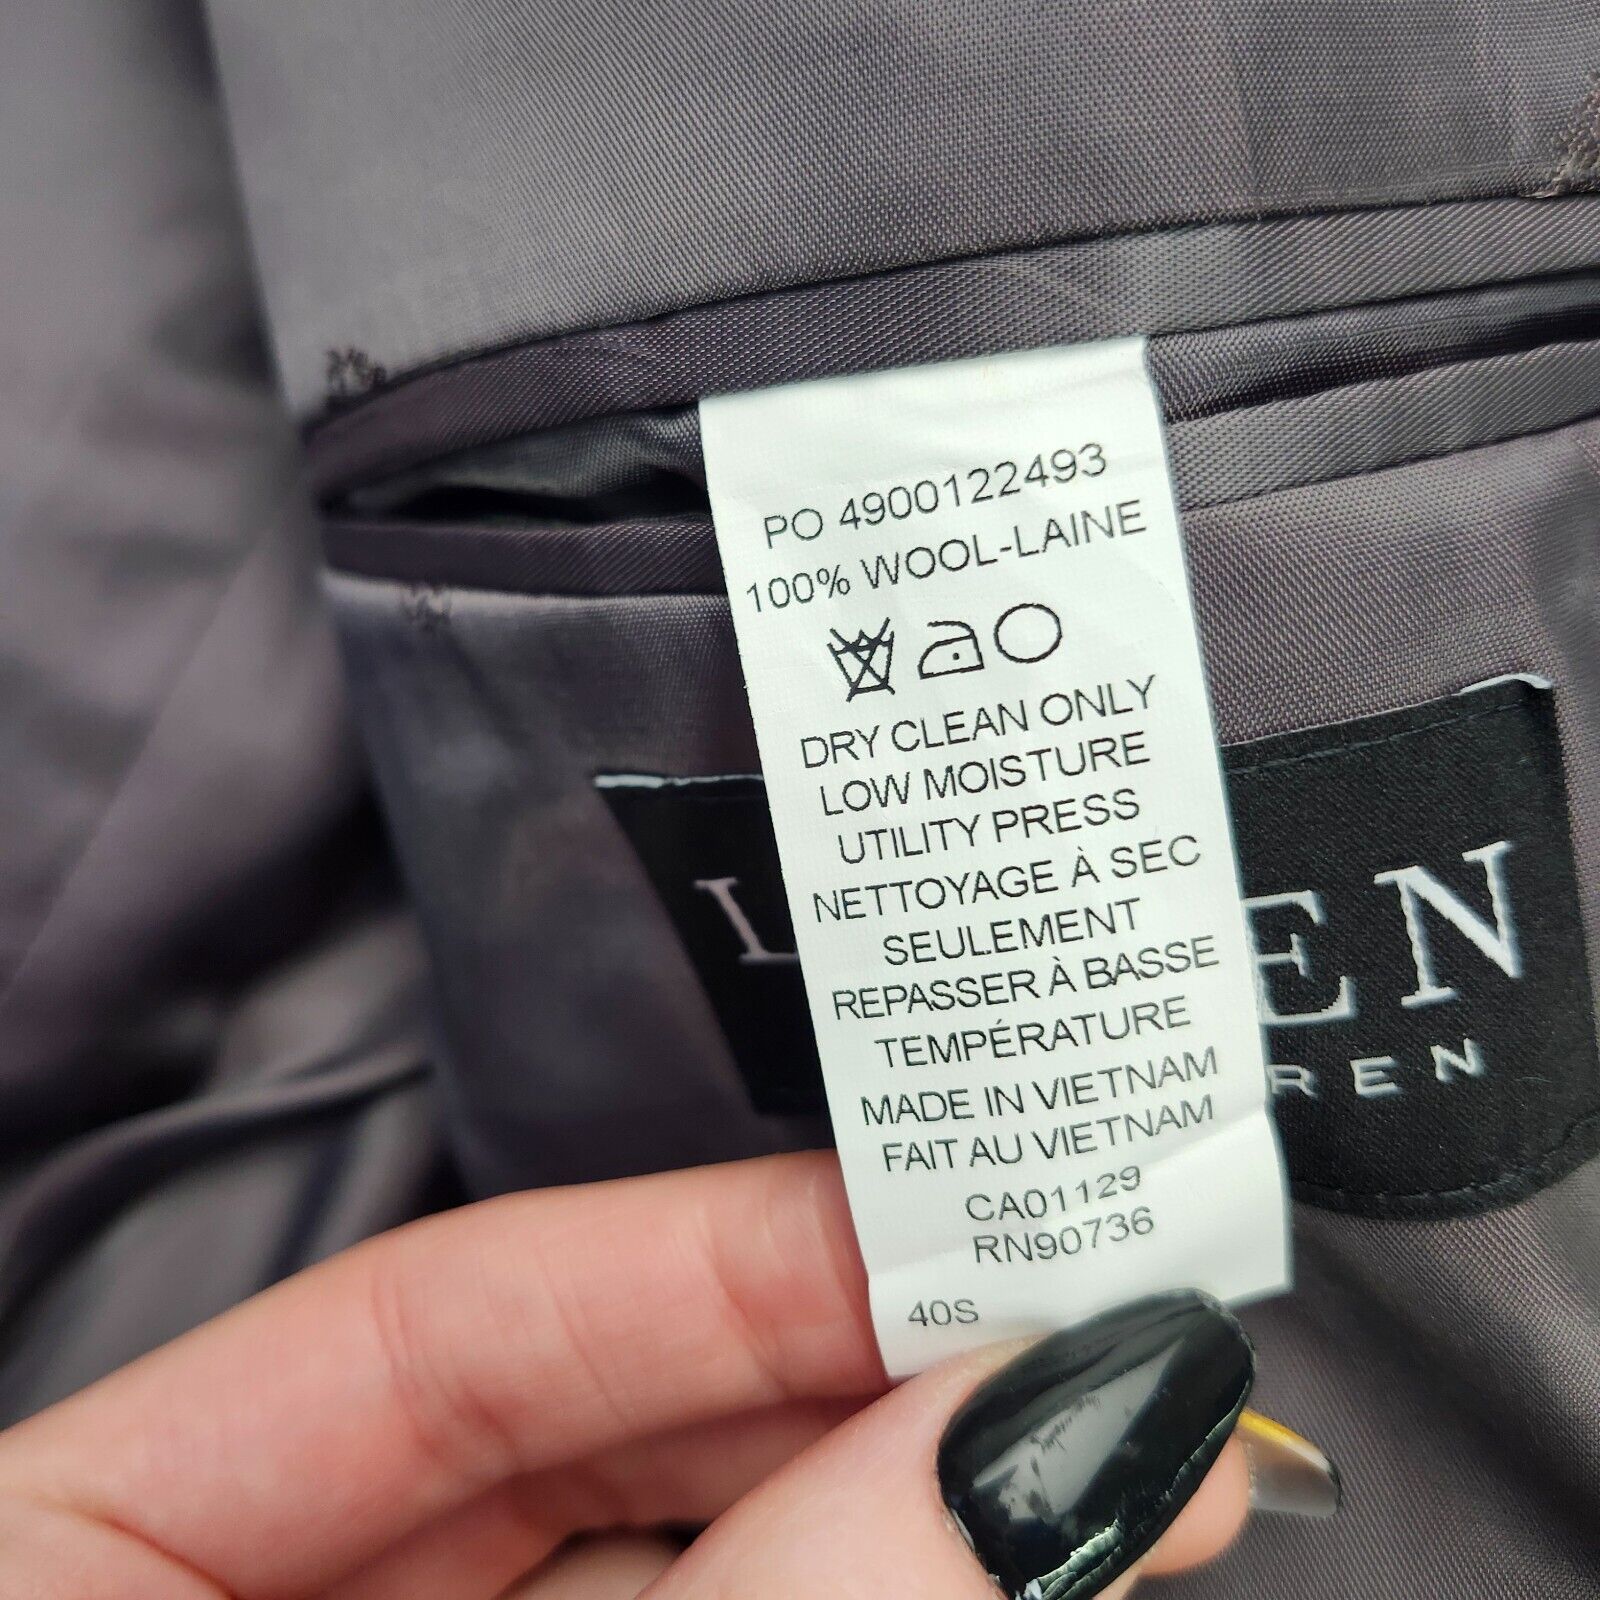 PO 4900122493
100% WOOL-LAINE
DRY CLEAN ONLY
LOW MOISTURE
UTILITY PRESS
NETTOYAGE À SEC
SEULEMENT
REPASSER À BASSE
TEMPÉRATURE
MADE IN VIETNAM
FAIT AU VIETNAM
CA01129
RN90736
40S